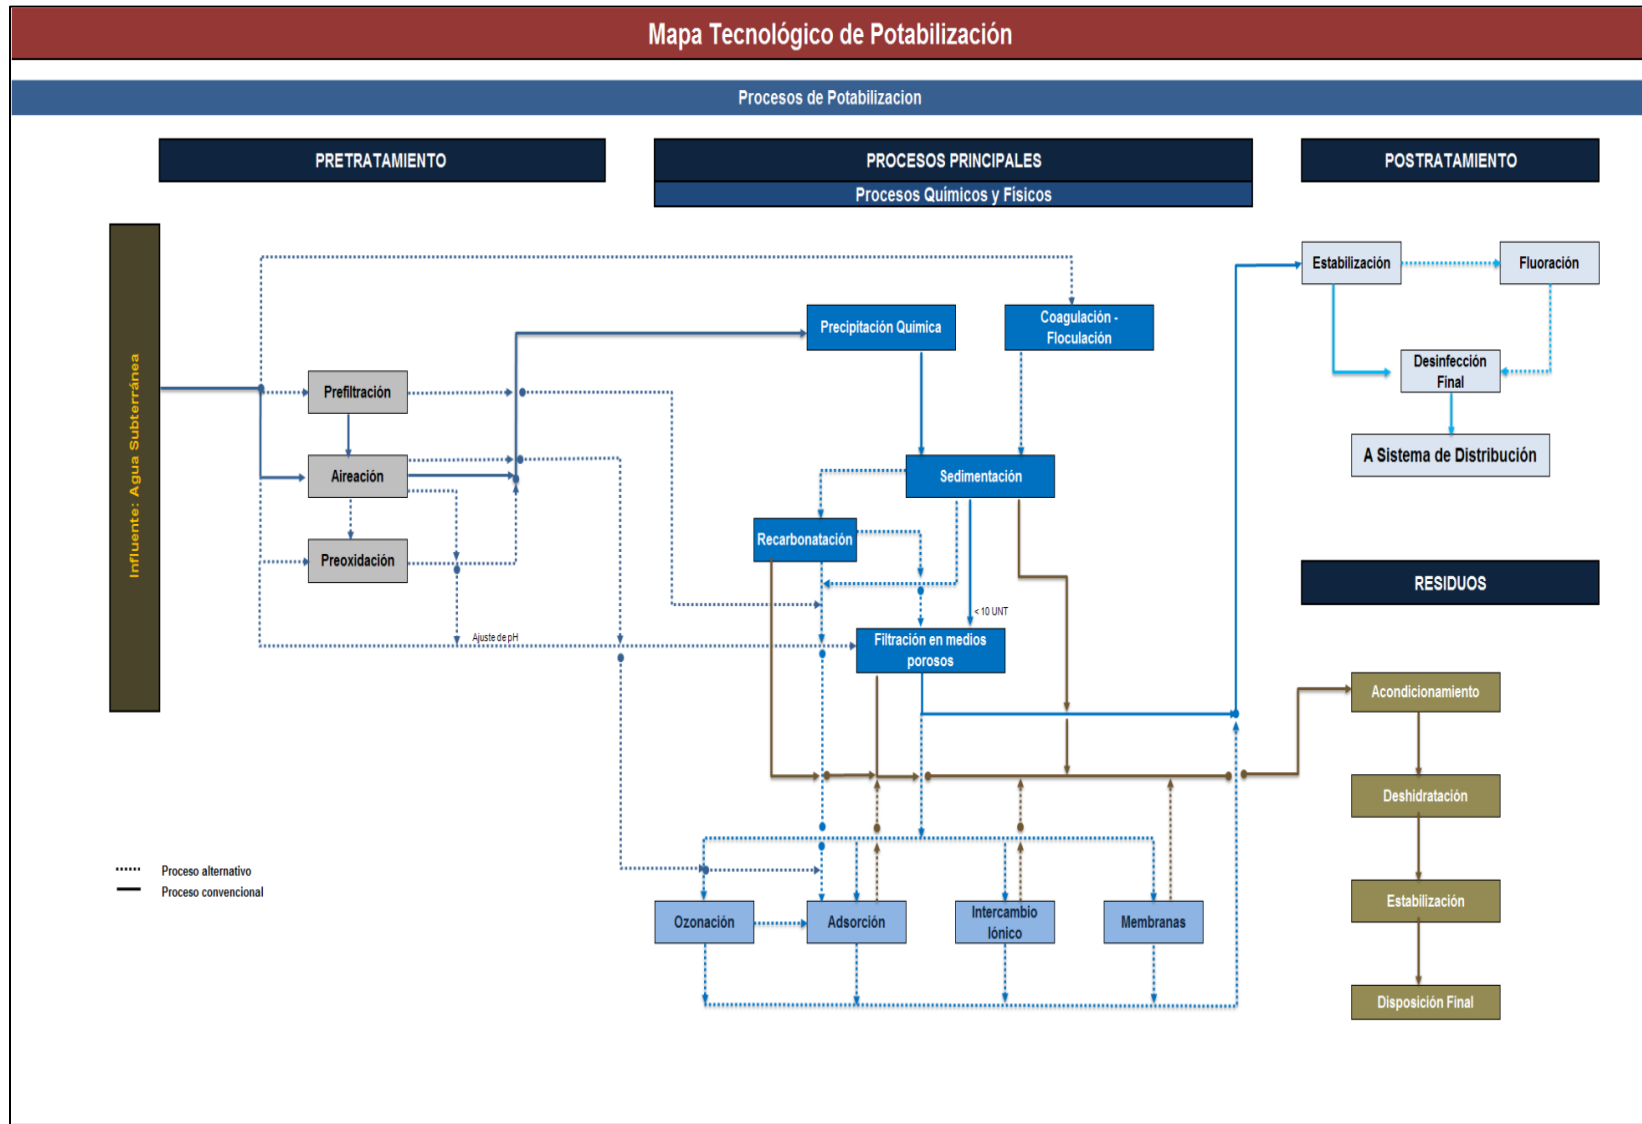 Mapa Tecnológico de Potabilización
Procesos de Potabilizacion
PRETRATAMIENTO
PROCESOS PRINCIPALES
Procesos Químicos y Físicos
POSTRATAMIENTO
Influente: Agua Subterránea
Prefiltración
Aireación
Preoxidación
Ajuste de pH
Precipitación Química
Coagulación -
Floculación
Sedimentación
Recarbonatación
< 10 UNT
Filtración en medios
porosos
Ozonación
Adsorción
Intercambio
Iónico
Membranas
Estabilización
Fluoración
Desinfección
Final
A Sistema de Distribución
RESIDUOS
Acondicionamiento
Deshidratación
Estabilización
Disposición Final
Proceso alternativo
Proceso convencional